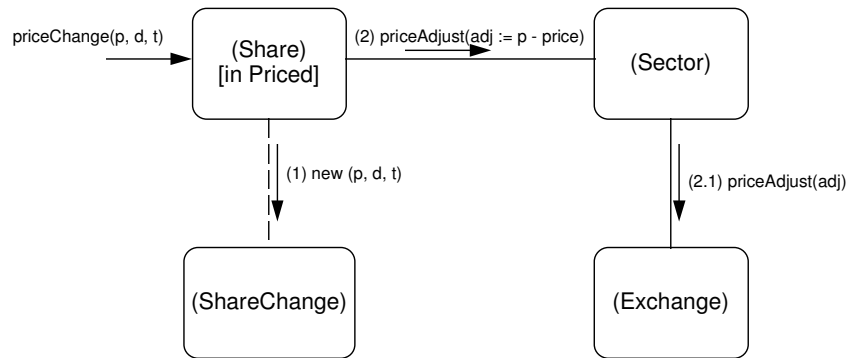 priceChange(p, d, t)
(Share)
[in Priced]
(2) priceAdjust(adj := p - price)
(Sector)
(1) new (p, d, t)
(2.1) priceAdjust(adj)
(ShareChange)
(Exchange)